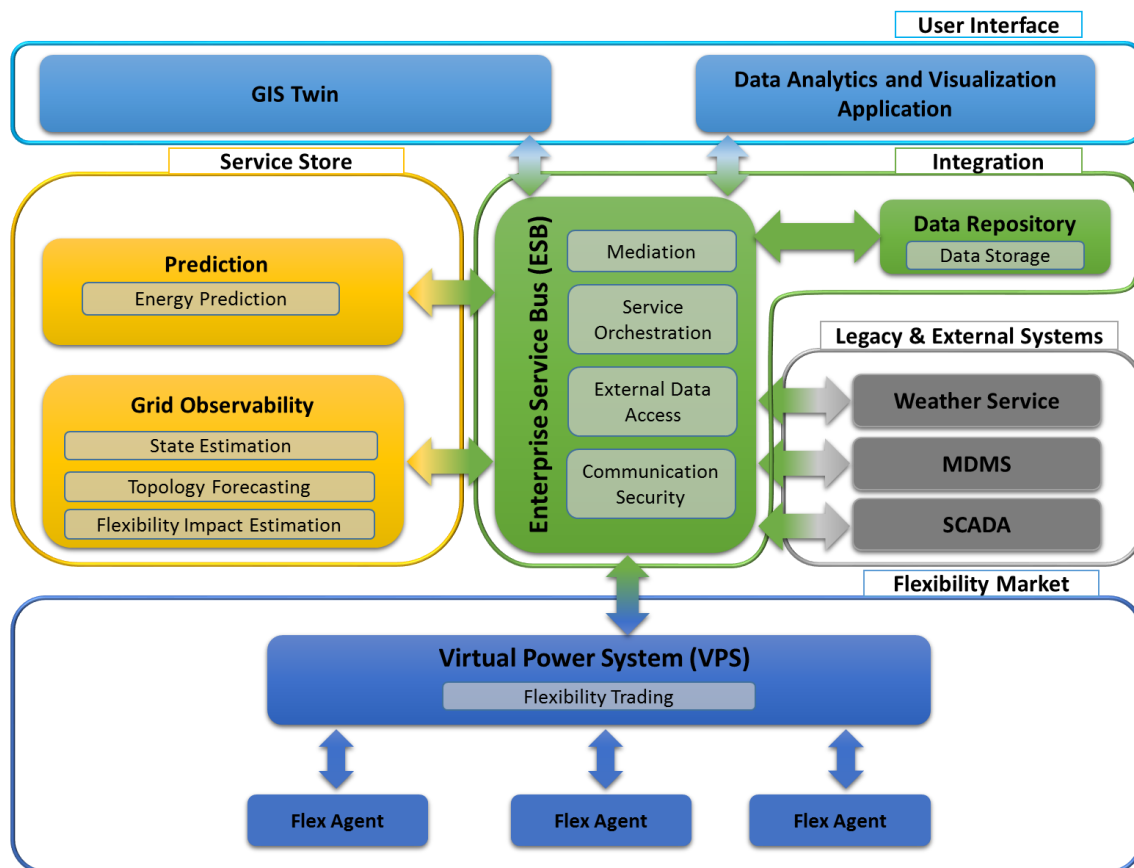 User Interface
GIS Twin
Data Analytics and Visualization
Application
Service Store
Integration
Prediction
Energy Prediction
Grid Observability
State Estimation
Topology Forecasting
Flexibility Impact Estimation
Enterprise Service Bus (ESB)
Mediation
Service
Orchestration
External Data
Access
Communication
Security
Data Repository
Data Storage
Legacy & External Systems
Weather Service
MDMS
SCADA
Flexibility Market
Virtual Power System (VPS)
Flexibility Trading
Flex Agent
Flex Agent
Flex Agent